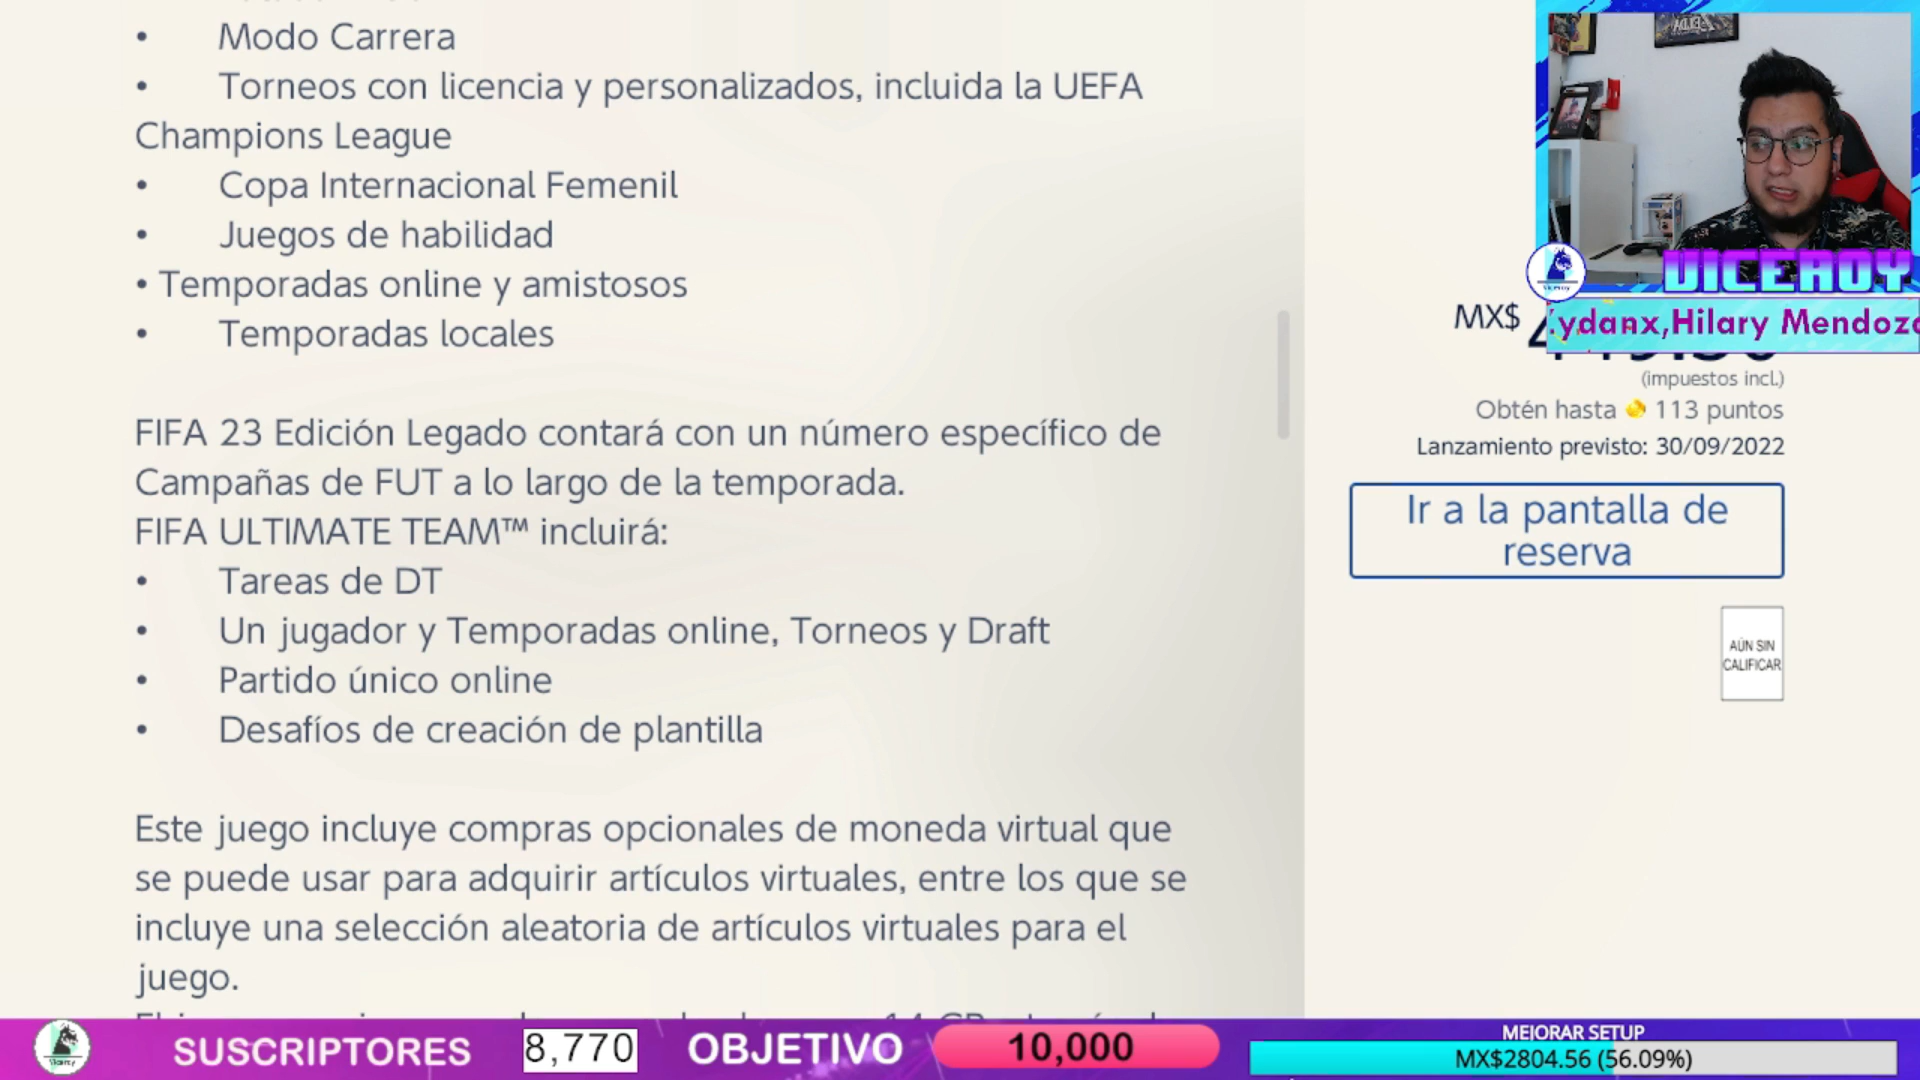 • Modo Carrera
• Torneos con licencia y personalizados, incluida la UEFA
Champions League
• Copa Internacional Femenil
• Juegos de habilidad
• Temporadas online y amistosos
• Temporadas locales
FIFA 23 Edición Legado contará con un número específico de
Campañas de FUT a lo largo de la temporada.
FIFA ULTIMATE TEAM™ incluirá:
• Tareas de DT
• Un jugador y Temporadas online, Torneos y Draft
• Partido único online
• Desafíos de creación de plantilla
Este juego incluye compras opcionales de moneda virtual que
se puede usar para adquirir artículos virtuales, entre los que se
incluye una selección aleatoria de artículos virtuales para el
juego.
VICEROY
ydanx,Hilary Mendoz
MX$
(impuestos incl.)
Obtén hasta 113 puntos
Lanzamiento previsto: 30/09/2022
Ir a la pantalla de
reserva
AÚN SIN
CALIFICAR
SUSCRIPTORES 8,770 OBJETIVO 10,000
MEJORAR SETUP
MX$2804.56 (56.09%)